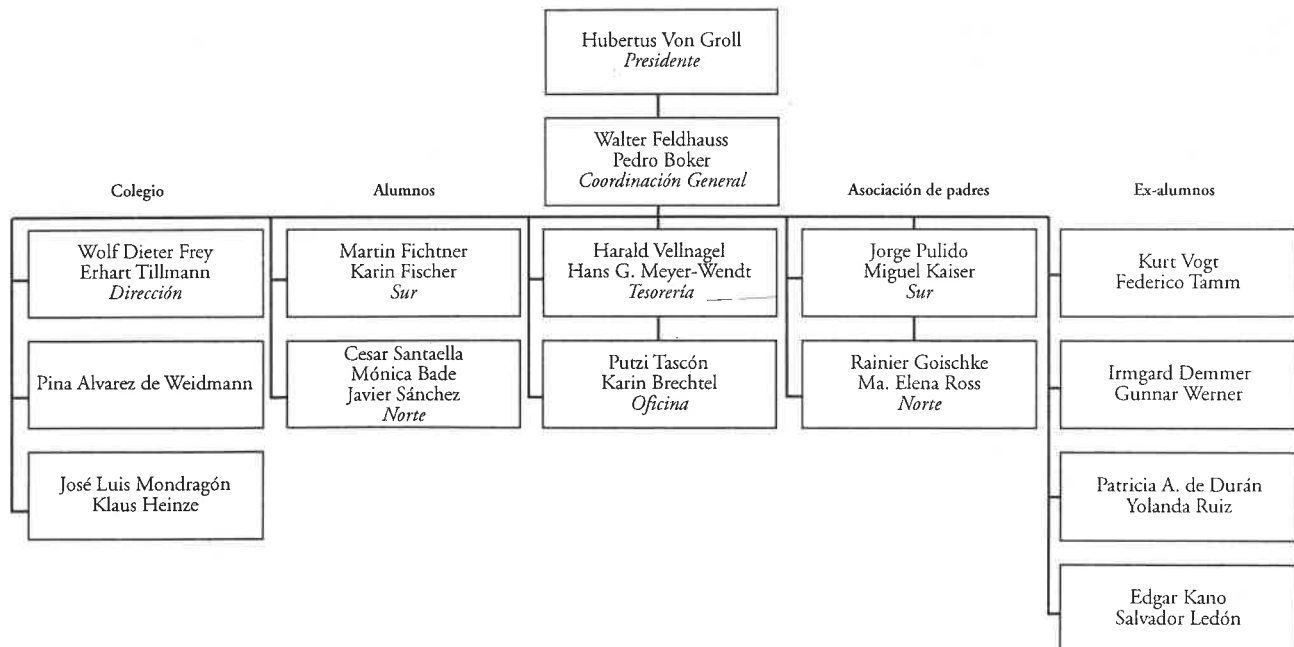 Hubertus Von Groll
Presidente
Walter Feldhauss
Pedro Boker
Coordinación General
Colegio
Wolf Dieter Frey
Erhart Tillmann
Dirección
Pina Alvarez de Weidmann
José Luis Mondragón
Klaus Heinze
Alumnos
Martin Fichtner
Karin Fischer
Sur
Cesar Santaella
Mónica Bade
Javier Sánchez
Norte
Harald Vellnagel
Hans G. Meyer-Wendt
Tesorería
Putzi Tascón
Karin Brechtel
Oficina
Asociación de padres
Jorge Pulido
Miguel Kaiser
Sur
Rainier Goischke
Ma. Elena Ross
Norte
Ex-alumnos
Kurt Vogt
Federico Tamm
Irmgard Demmer
Gunnar Werner
Patricia A. de Durán
Yolanda Ruiz
Edgar Kano
Salvador Ledón